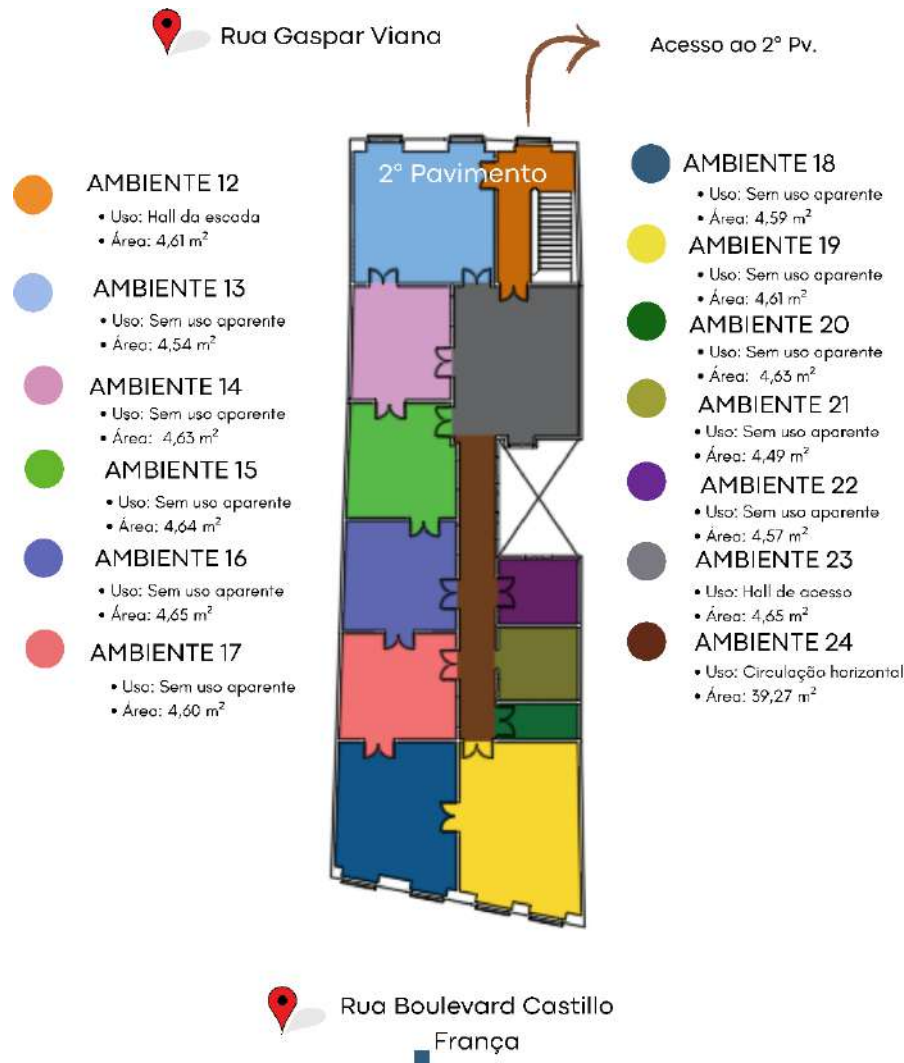 Rua Gaspar Viana
Acesso ao 2° Pv.
2° Pavimento
AMBIENTE 12
• Uso: Hall da escada
• Área: 4,61 m²
AMBIENTE 13
• Uso: Sem uso aparente
• Área: 4,54 m²
AMBIENTE 14
• Uso: Sem uso aparente
• Área: 4,63 m²
AMBIENTE 15
• Uso: Sem uso aparente
• Área: 4,64 m²
AMBIENTE 16
• Uso: Sem uso aparente
• Área: 4,65 m²
AMBIENTE 17
• Uso: Sem uso aparente
• Área: 4,60 m²
AMBIENTE 18
• Uso: Sem uso aparente
• Área: 4,59 m²
AMBIENTE 19
• Uso: Sem uso aparente
• Área: 4,61 m²
AMBIENTE 20
• Uso: Sem uso aparente
• Área: 4,63 m²
AMBIENTE 21
• Uso: Sem uso aparente
• Área: 4,49 m²
AMBIENTE 22
• Uso: Sem uso aparente
• Área: 4,57 m²
AMBIENTE 23
• Uso: Hall de acesso
• Área: 4,65 m²
AMBIENTE 24
• Uso: Circulação horizontal
• Área: 39,27 m²
Rua Boulevard Castillo
França